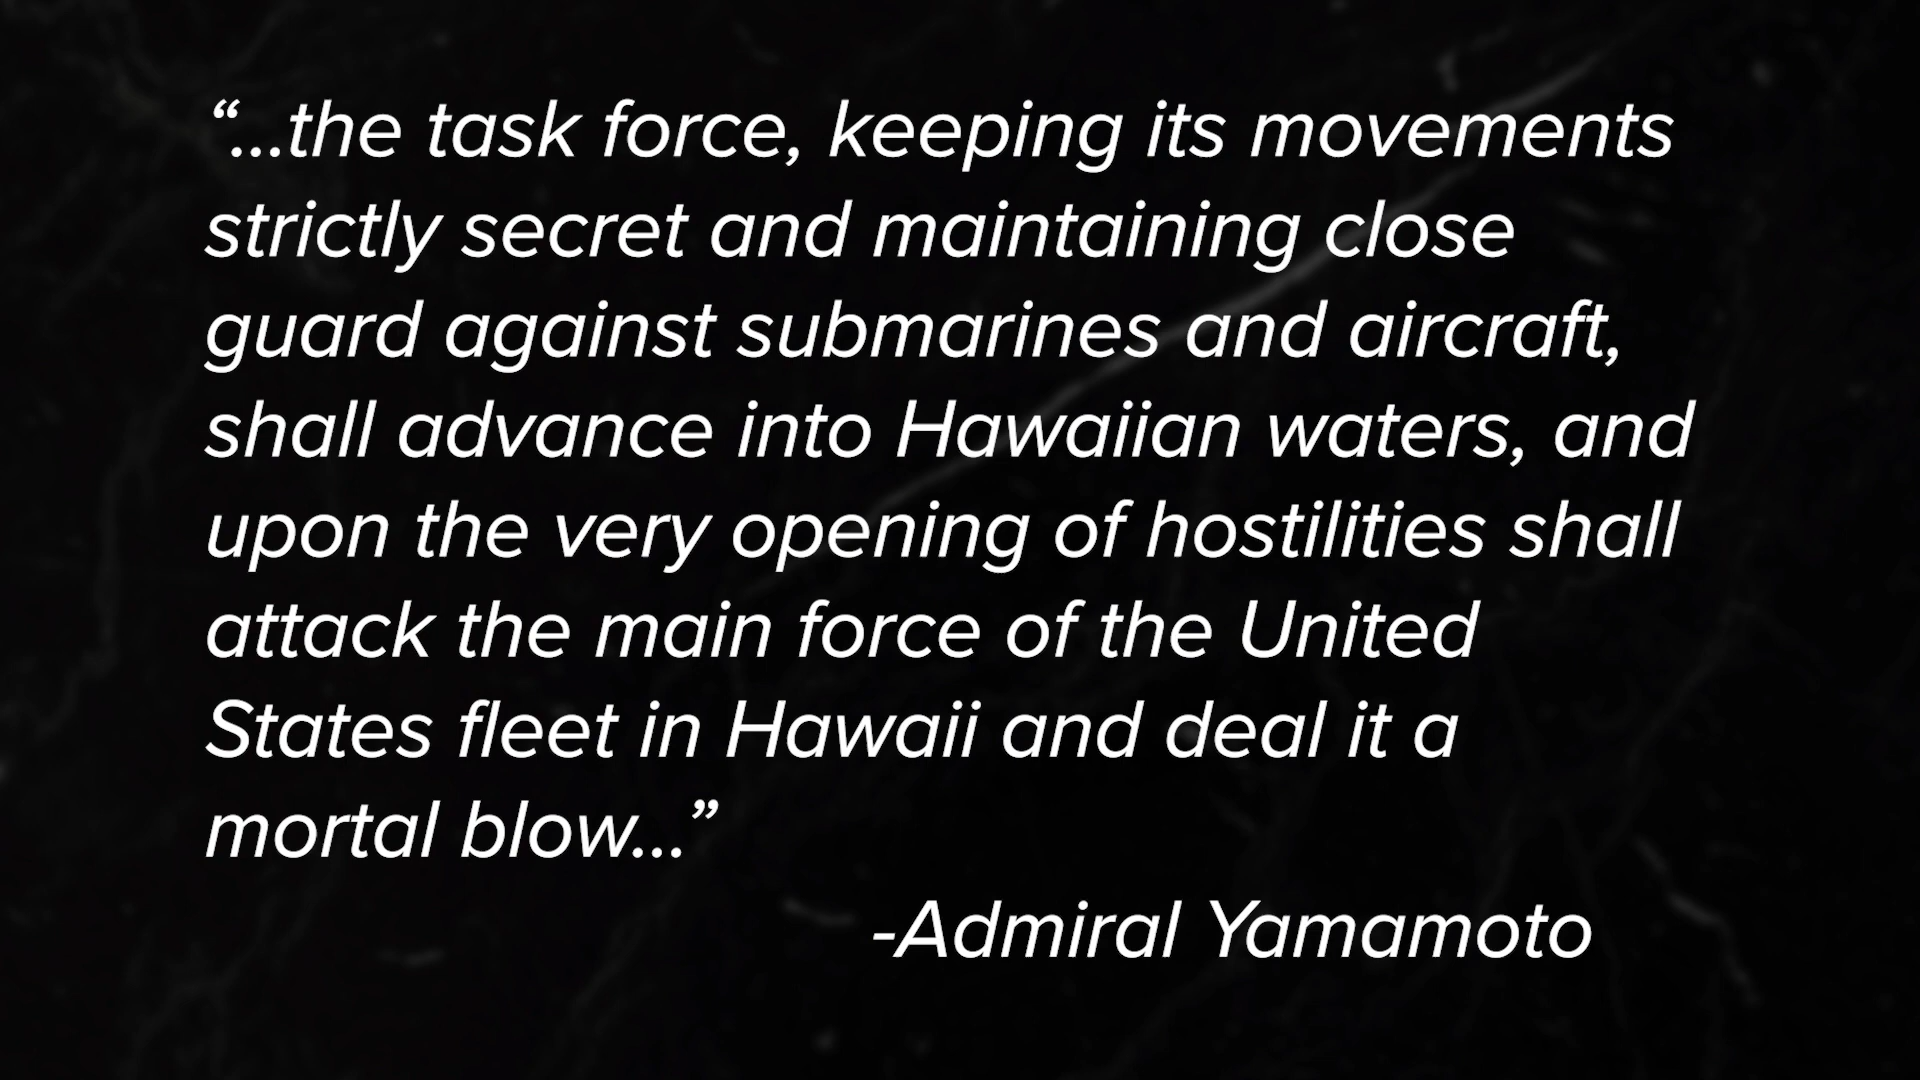 “...the task force, keeping its movements
strictly secret and maintaining close
guard against submarines and aircraft,
shall advance into Hawaiian waters, and
upon the very opening of hostilities shall
attack the main force of the United
States fleet in Hawaii and deal it a
mortal blow...”
-Admiral Yamamoto